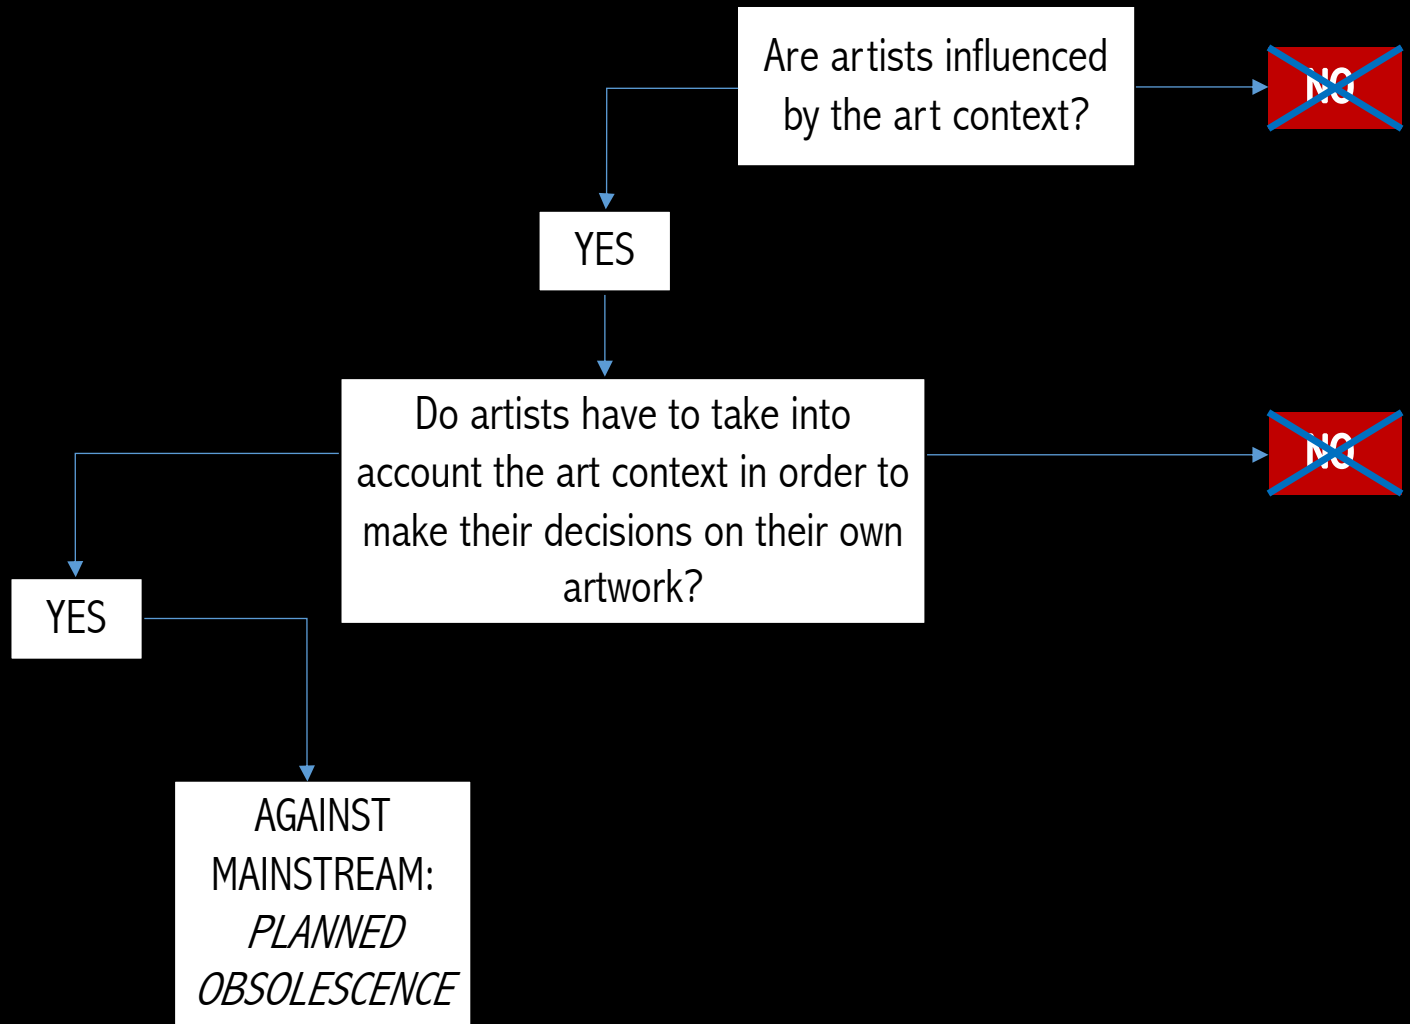 Are artists influenced
by the art context?
NO
YES
Do artists have to take into
account the art context in order to
make their decisions on their own
artwork?
NO
YES
AGAINST
MAINSTREAM:
PLANNED
OBSOLESCENCE